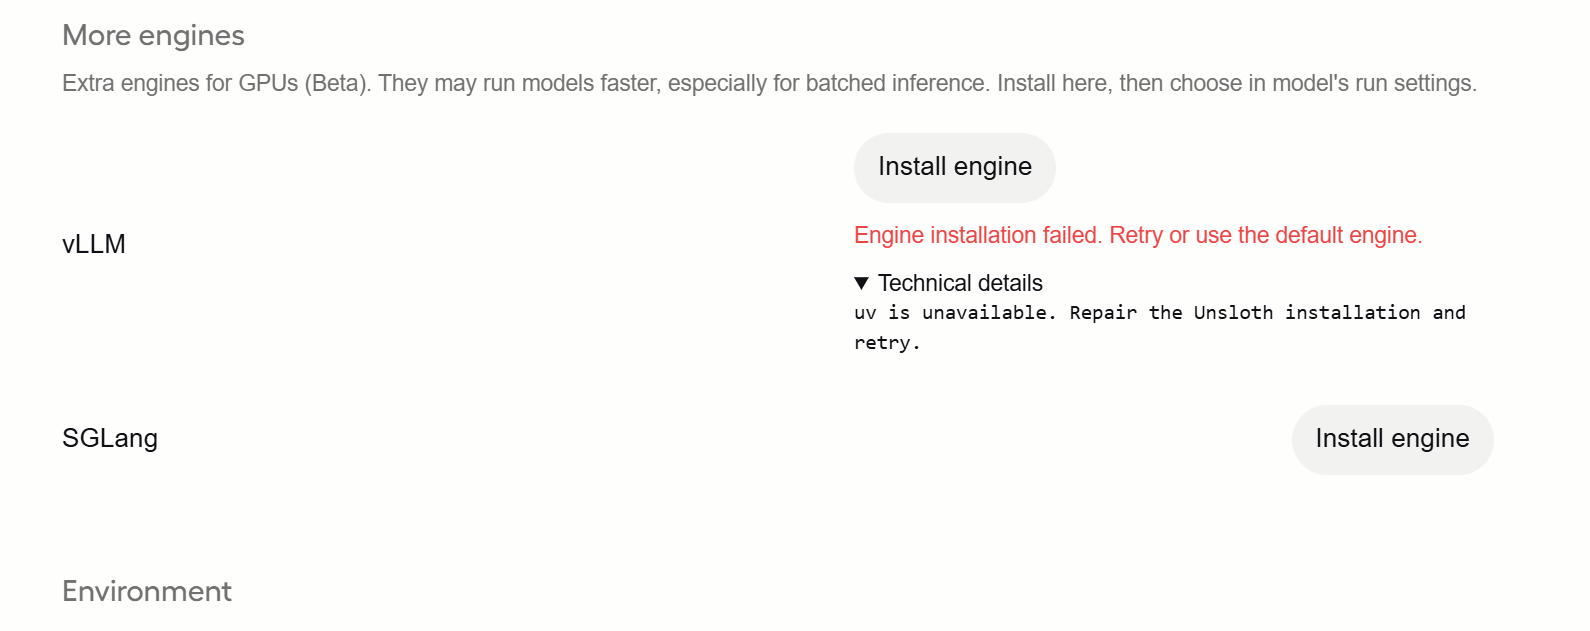 More engines
Extra engines for GPUs (Beta). They may run models faster, especially for batched inference. Install here, then choose in model's run settings.
Install engine
vLLM
Engine installation failed. Retry or use the default engine.
▼ Technical details
uv is unavailable. Repair the Unsloth installation and
retry.
SGLang
Install engine
Environment